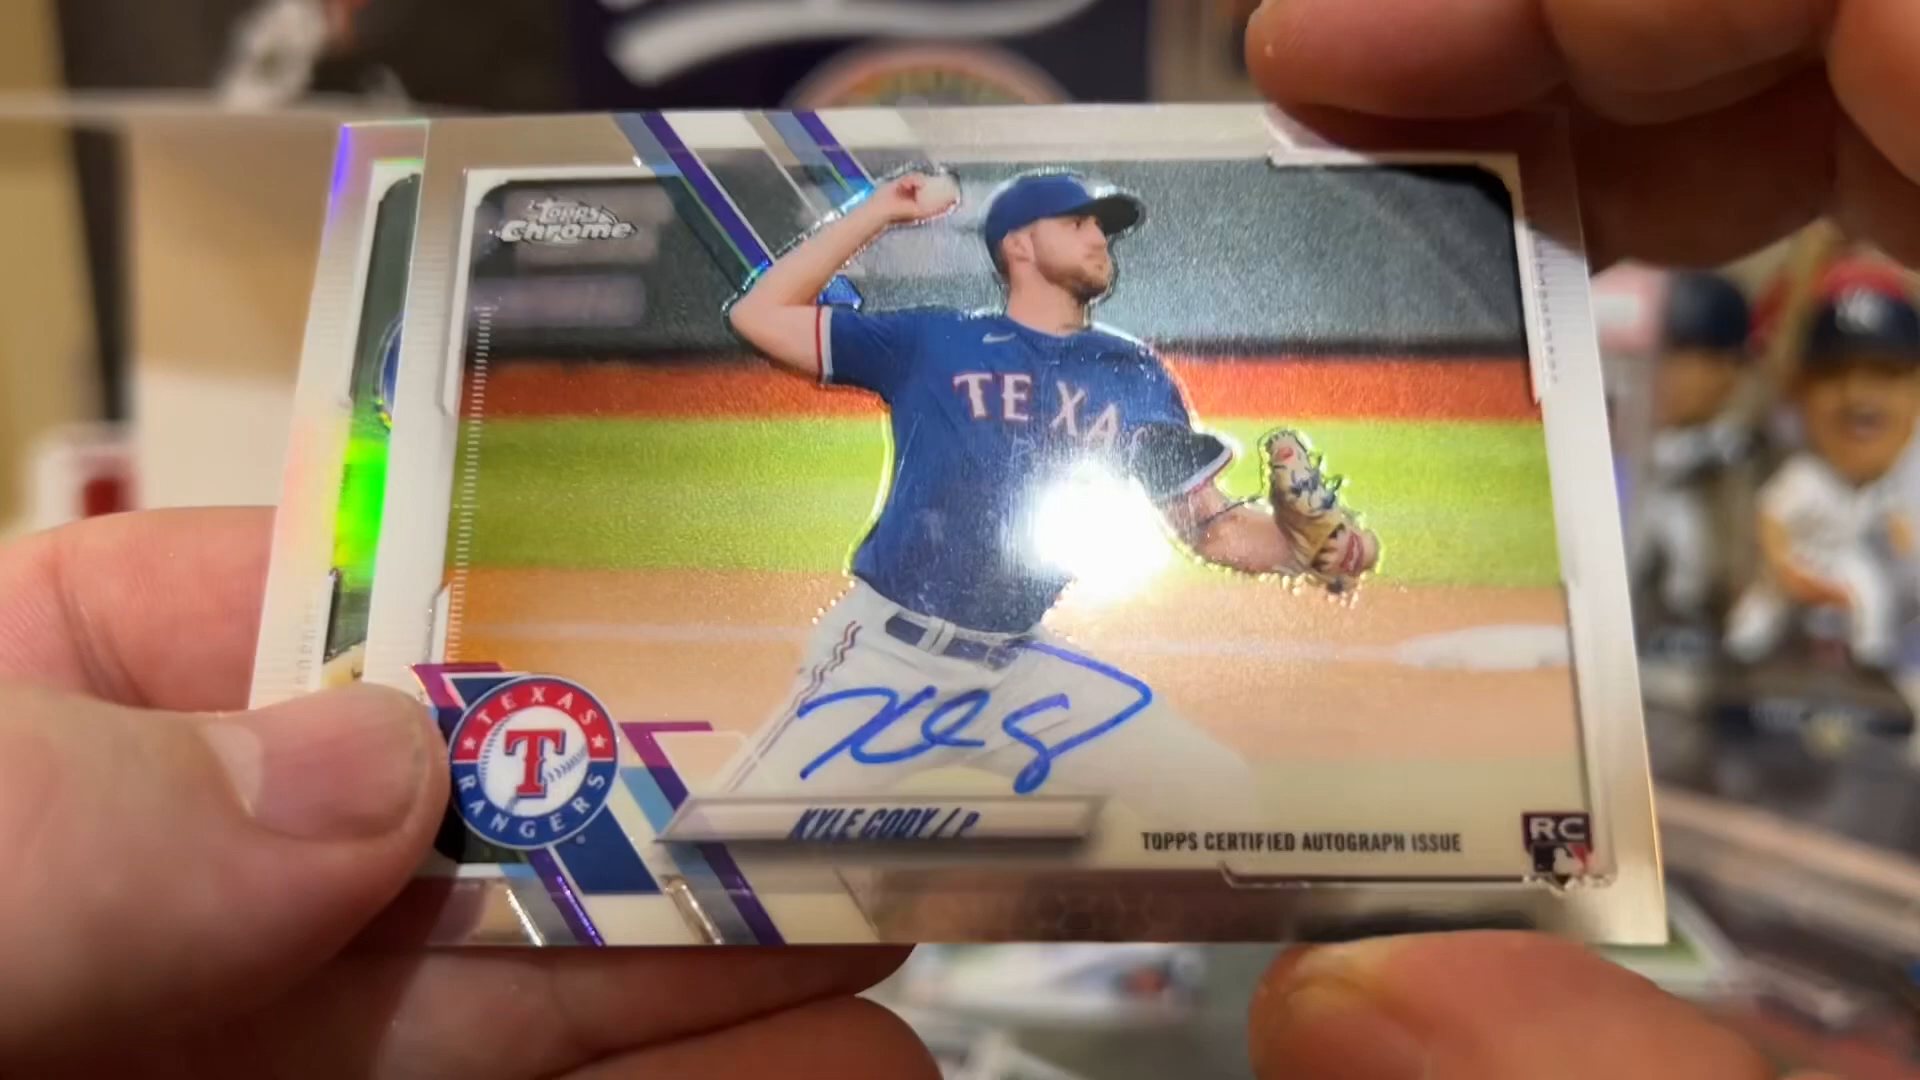 TOPPS
Chrome
TEXAS
TEXAS
T
RANGERS
KYLE CODY / P
TOPPS CERTIFIED AUTOGRAPH ISSUE
RC